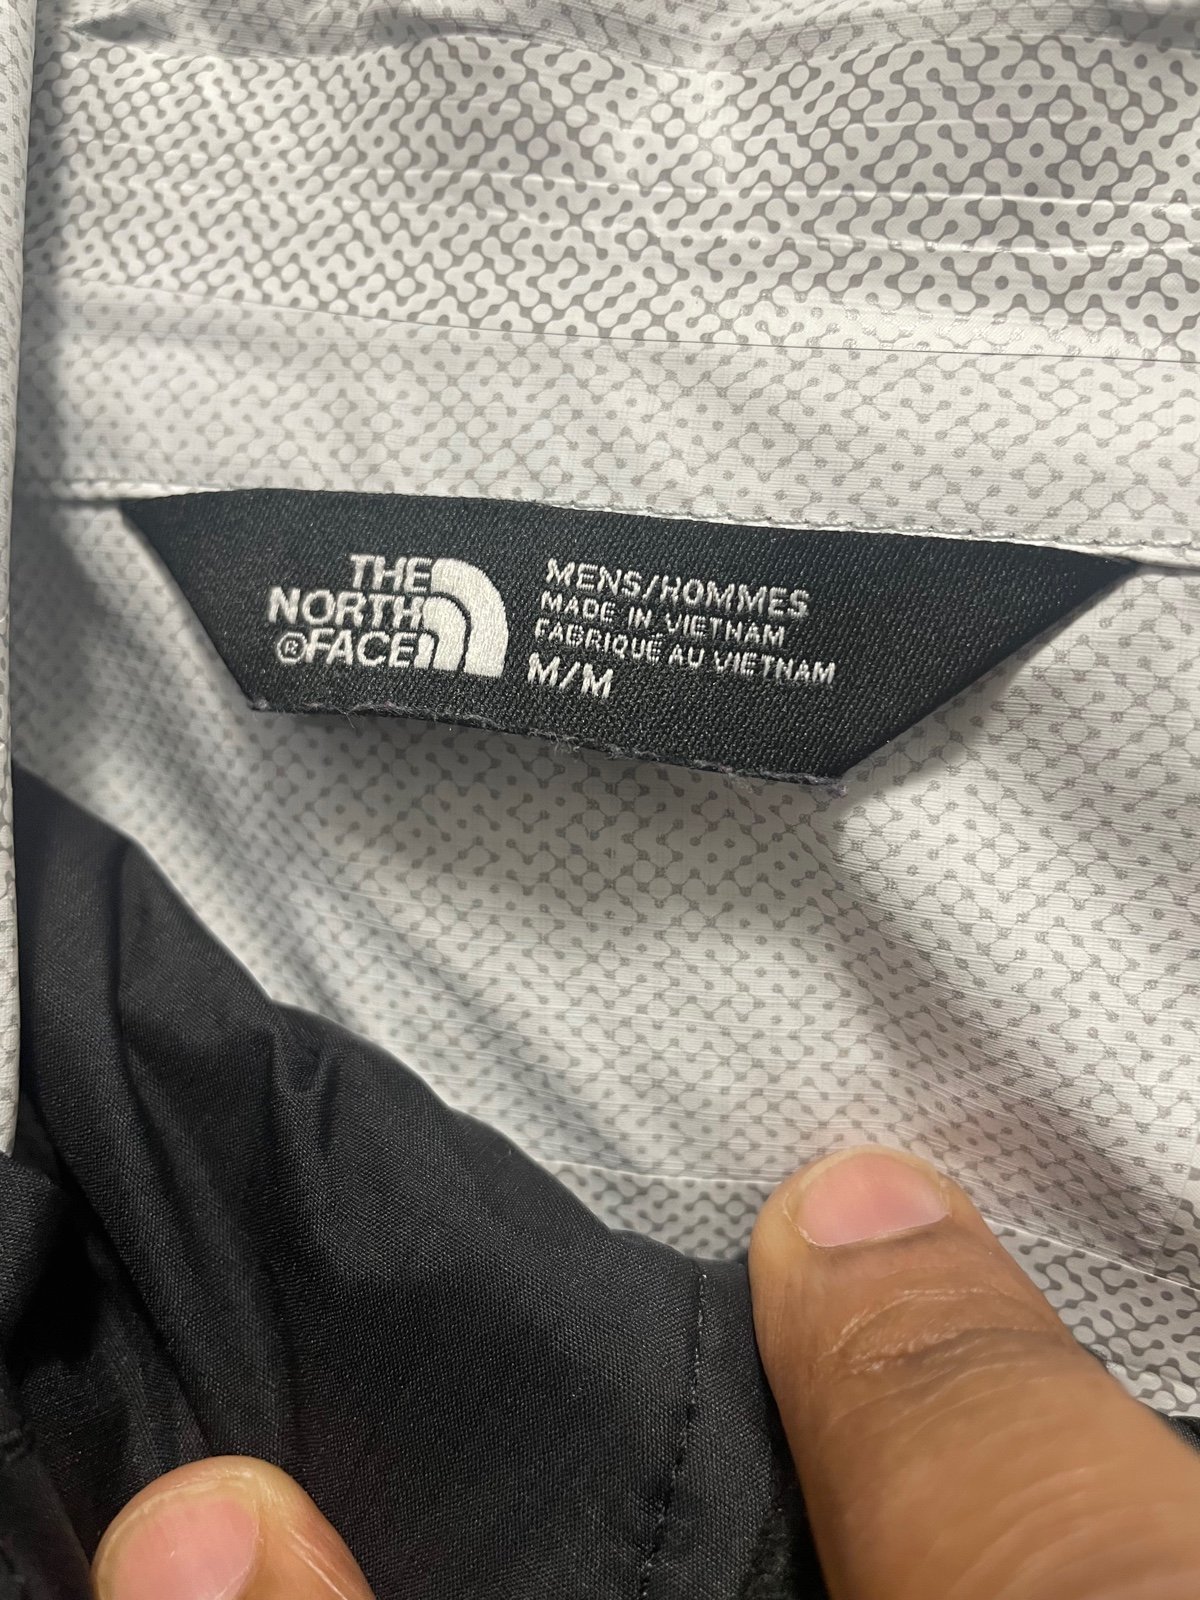 THE
NORTH
®FACE
MENS/HOMMES
MADE IN VIETNAM
FABRIQUÉ AU VIETNAM
M/M